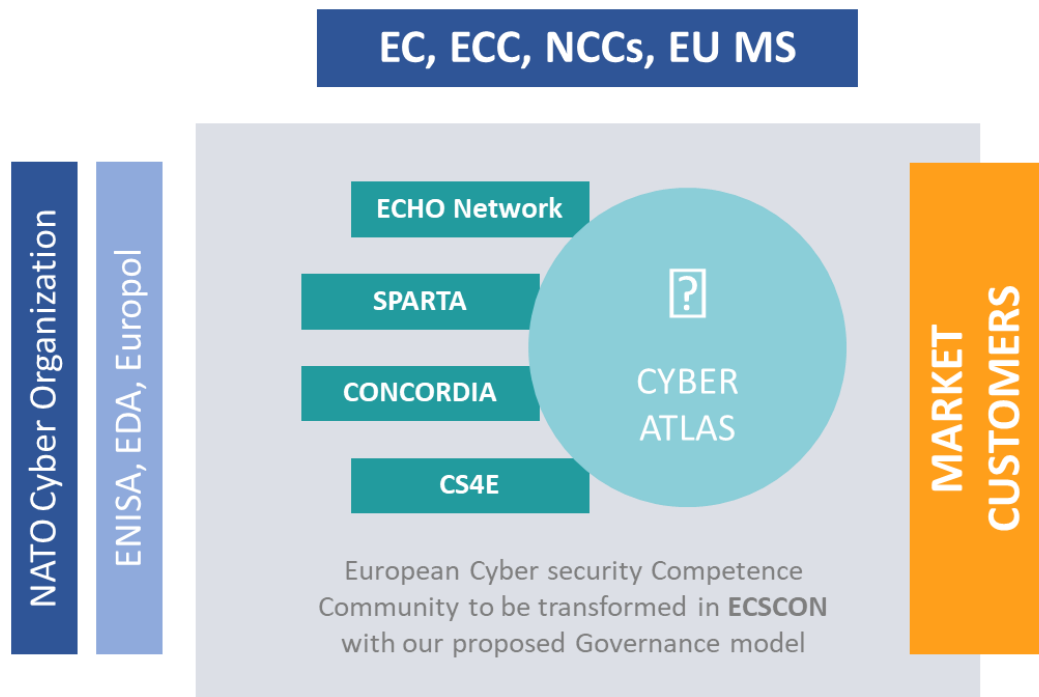 EC, ECC, NCCs, EU MS
NATO Cyber Organization
ENISA, EDA, Europol
ECHO Network
SPARTA
CONCORDIA
CS4E
?
CYBER
ATLAS
MARKET
CUSTOMERS
European Cyber security Competence
Community to be transformed in ECSCON
with our proposed Governance model